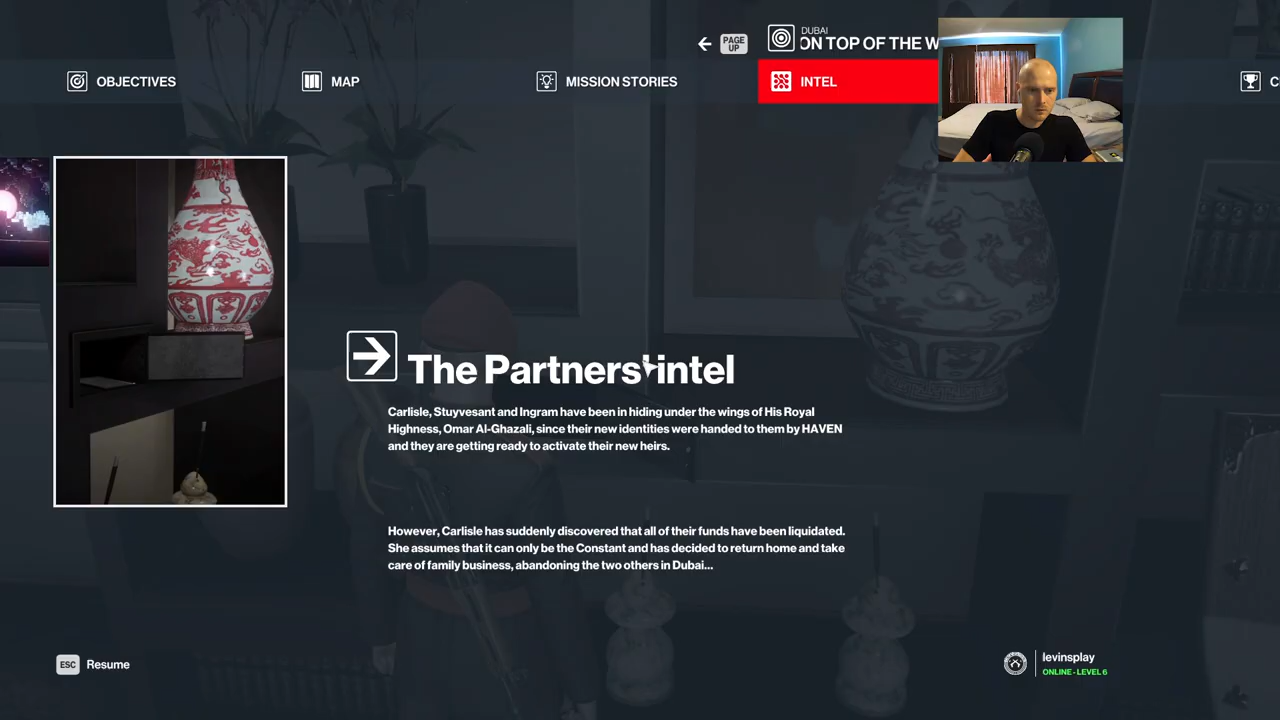 PAGE UP
DUBAI
ON TOP OF THE W
OBJECTIVES
MAP
MISSION STORIES
INTEL
C
The Partners' intel
Carlisle, Stuyvesant and Ingram have been in hiding under the wings of His Royal
Highness, Omar Al-Ghazali, since their new identities were handed to them by HAVEN
and they are getting ready to activate their new heirs.
However, Carlisle has suddenly discovered that all of their funds have been liquidated.
She assumes that it can only be the Constant and has decided to return home and take
care of family business, abandoning the two others in Dubai...
ESC Resume
levinsplay
ONLINE - LEVEL 6